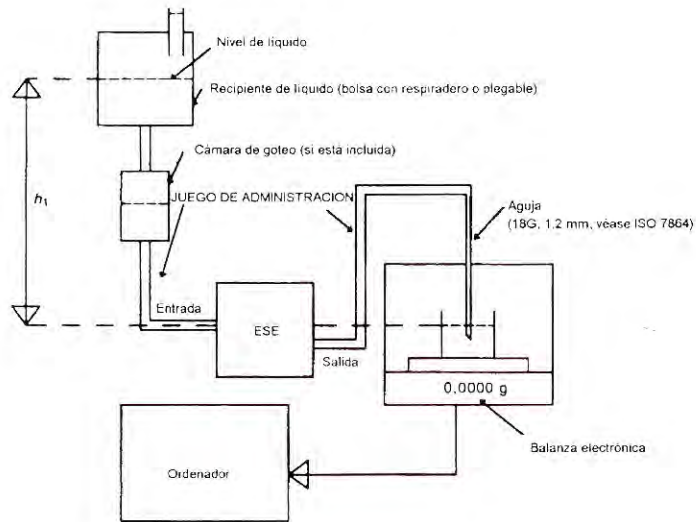 Nivel de líquido
Recipiente de líquido (bolsa con respiradero o plegable)
Cámara de goteo (si está incluida)
h1
JUEGO DE ADMINISTRACION
Aguja
(18G, 1.2 mm, véase ISO 7864)
Entrada
ESE
Salida
0,0000 g
Balanza electrónica
Ordenador